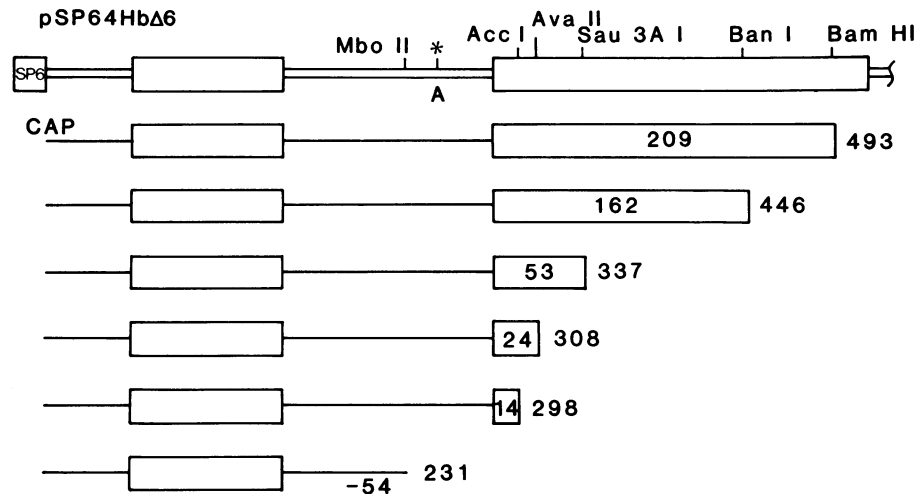 pSP64HbΔ6
Mbo II * Acc I Ava II Sau 3A I Ban I Bam HI
SP6
A
CAP
209 493
162 446
53 337
24 308
14 298
-54 231